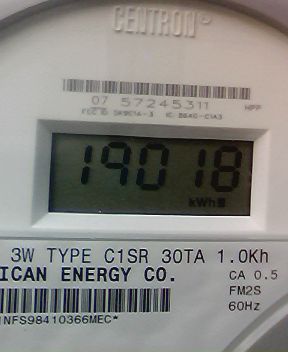 CENTRON
07 57245311
19018
kWh
3W TYPE C1SR 30TA 1.0Kh
ICAN ENERGY CO.
CA 0.5
FM2S
60Hz
INFS98410366MEC*